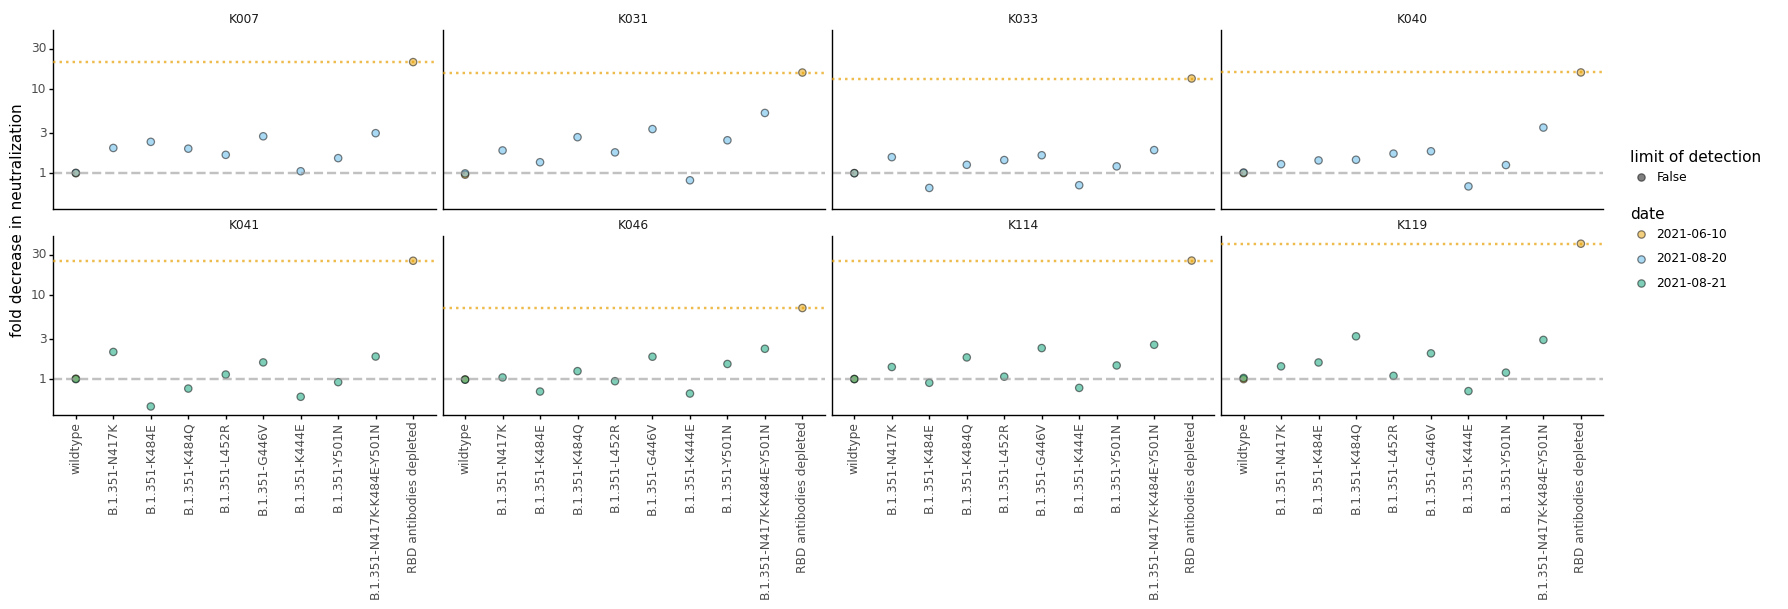 K007
K031
K033
K040
30
10
3
1
fold decrease in neutralization
K041
K046
K114
K119
30
10
3
1
wildtype
B.1.351-N417K
B.1.351-K484E
B.1.351-K484Q
B.1.351-L452R
B.1.351-G446V
B.1.351-K444E
B.1.351-Y501N
B.1.351-N417K-K484E-Y501N
RBD antibodies depleted
wildtype
B.1.351-N417K
B.1.351-K484E
B.1.351-K484Q
B.1.351-L452R
B.1.351-G446V
B.1.351-K444E
B.1.351-Y501N
B.1.351-N417K-K484E-Y501N
RBD antibodies depleted
wildtype
B.1.351-N417K
B.1.351-K484E
B.1.351-K484Q
B.1.351-L452R
B.1.351-G446V
B.1.351-K444E
B.1.351-Y501N
B.1.351-N417K-K484E-Y501N
RBD antibodies depleted
wildtype
B.1.351-N417K
B.1.351-K484E
B.1.351-K484Q
B.1.351-L452R
B.1.351-G446V
B.1.351-K444E
B.1.351-Y501N
B.1.351-N417K-K484E-Y501N
RBD antibodies depleted
limit of detection
False
date
2021-06-10
2021-08-20
2021-08-21